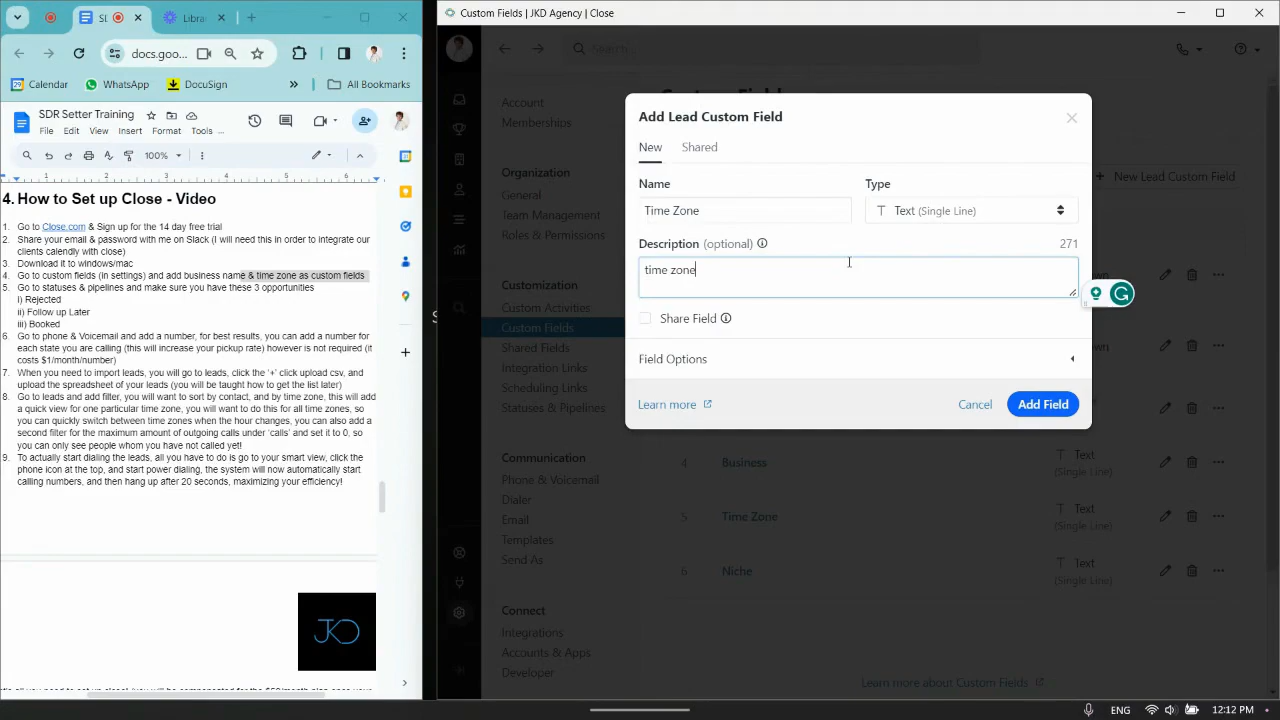 SDR Setter Training
File Edit View Insert Format Tools
docs.goo...
Calendar WhatsApp DocuSign All Bookmarks
100%
1 2 3 4 5 6
4. How to Set up Close - Video
1. Go to Close.com & Sign up for the 14 day free trial
2. Share your email & password with me on Slack (I will need this in order to integrate our
clients calendly with close)
3. Download it to windows/mac
4. Go to custom fields (in settings) and add business name & time zone as custom fields
5. Go to statuses & pipelines and make sure you have these 3 opportunities
i) Rejected
ii) Follow up Later
iii) Booked
6. Go to phone & Voicemail and add a number, for best results, you can add a number for
each state you are calling (this will increase your pickup rate) however is not required (it
costs $1/month/number)
7. When you need to import leads, you will go to leads, click the '+' click upload csv, and
upload the spreadsheet of your leads (you will be taught how to get the list later)
8. Go to leads and add filter, you will want to sort by contact, and by time zone, this will add
a quick view for one particular time zone, you will want to do this for all time zones, so
you can quickly switch between time zones when the hour changes, you can also add a
second filter for the maximum amount of outgoing calls under 'calls' and set it to 0, so
you can only see people whom you have not called yet!
9. To actually start dialing the leads, all you have to do is go to your smart view, click the
phone icon at the top, and start power dialing, the system will now automatically start
calling numbers, and then hang up after 20 seconds, maximizing your efficiency!
JKD
Custom Fields | JKD Agency | Close
Search...
Account
Memberships
Organization
General
Team Management
Roles & Permissions
Customization
Custom Activities
Custom Fields
Shared Fields
Integration Links
Scheduling Links
Statuses & Pipelines
Communication
Phone & Voicemail
Dialer
Email
Templates
Send As
Connect
Integrations
Accounts & Apps
Developer
+ New Lead Custom Field
Add Lead Custom Field
New Shared
Name Type
Time Zone Text (Single Line)
Description (optional) 271
time zone
Share Field
Field Options
Learn more Cancel Add Field
4 Business Text
(Single Line)
5 Time Zone Text
(Single Line)
6 Niche Text
(Single Line)
Learn more about Custom Fields
ENG 12:12 PM